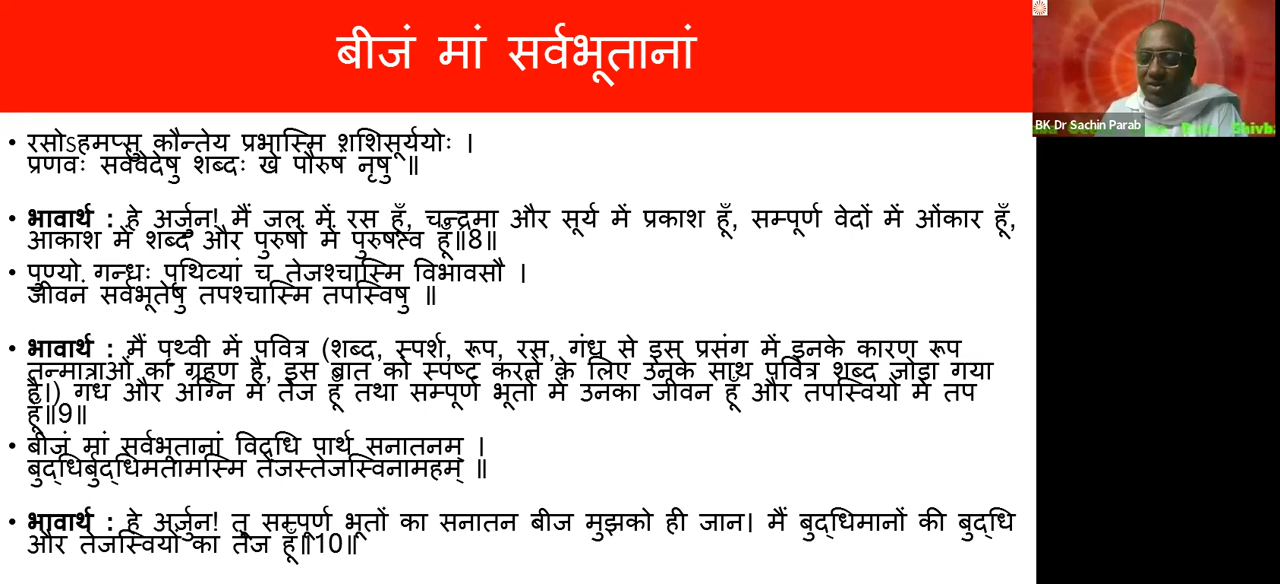 बीजं मां सर्वभूतानां
BK Dr Sachin Parab
Shivba
• रसोऽहमप्सु कौन्तेय प्रभास्मि शशिसूर्ययोः ।
प्रणवः सर्ववेदेषु शब्दः खे पौरुषं नृषु ॥
• भावार्थ : हे अर्जुन! मैं जल में रस हूँ, चन्द्रमा और सूर्य में प्रकाश हूँ, सम्पूर्ण वेदों में ओंकार हूँ,
आकाश में शब्द और पुरुषों में पुरुषत्व हूँ॥8॥
• पुण्यो गन्धः पृथिव्यां च तेजश्चास्मि विभावसौ ।
जीवनं सर्वभूतेषु तपश्चास्मि तपस्विषु ॥
• भावार्थ : मैं पृथ्वी में पवित्र (शब्द, स्पर्श, रूप, रस, गंध से इस प्रसंग में इनके कारण रूप
तन्मात्राओं का ग्रहण है, इस बात को स्पष्ट करने के लिए उनके साथ पवित्र शब्द जोड़ा गया
है।) गंध और अग्नि में तेज हूँ तथा सम्पूर्ण भूतों में उनका जीवन हूँ और तपस्वियों में तप
हूँ॥9॥
• बीजं मां सर्वभूतानां विद्धि पार्थ सनातनम् ।
बुद्धिर्बुद्धिमतामस्मि तेजस्तेजस्विनामहम् ॥
• भावार्थ : हे अर्जुन! तू सम्पूर्ण भूतों का सनातन बीज मुझको ही जान। मैं बुद्धिमानों की बुद्धि
और तेजस्वियों का तेज हूँ॥10॥